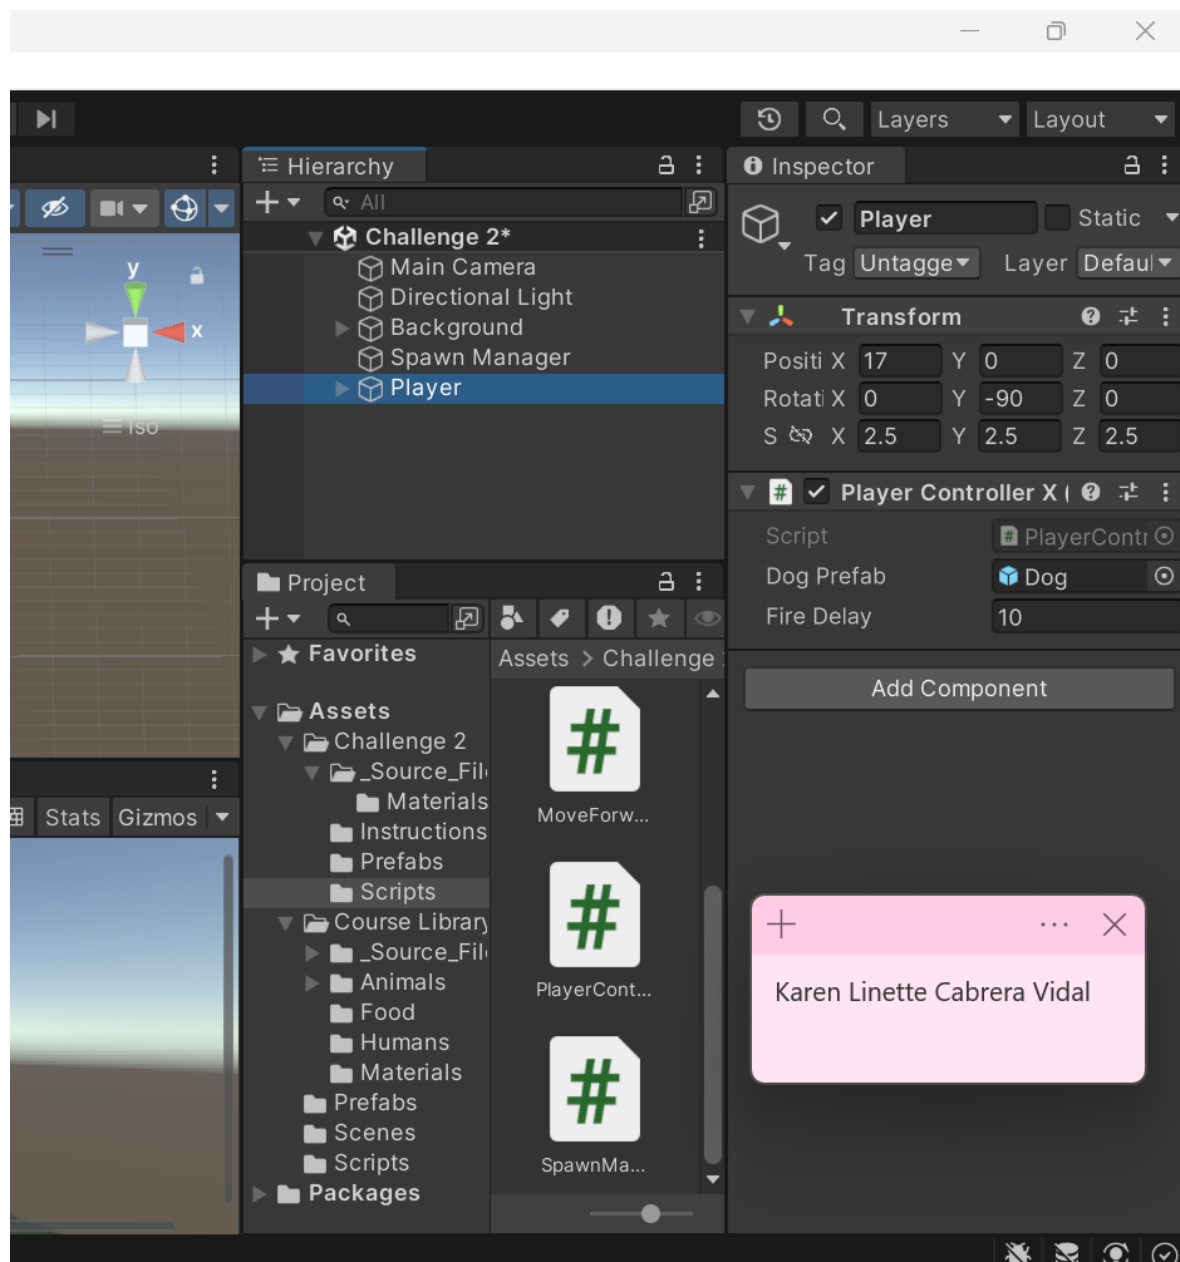 Layers
Layout
Hierarchy
Inspector
All
Player
Static
Challenge 2*
Tag Untagge Layer Defaul
Main Camera
Directional Light
Background
Spawn Manager
Player
y
x
Iso
Transform
Positi X 17 Y 0 Z 0
Rotati X 0 Y -90 Z 0
S X 2.5 Y 2.5 Z 2.5
# Player Controller X (
Script # PlayerContr
Dog Prefab Dog
Fire Delay 10
Add Component
Project
Favorites
Assets > Challenge
Assets
Challenge 2
_Source_Fil
Materials
Instructions
Prefabs
Scripts
Course Library
_Source_Fil
Animals
Food
Humans
Materials
Prefabs
Scenes
Scripts
Packages
#
MoveForw...
#
PlayerCont...
#
SpawnMa...
Stats Gizmos
Karen Linette Cabrera Vidal